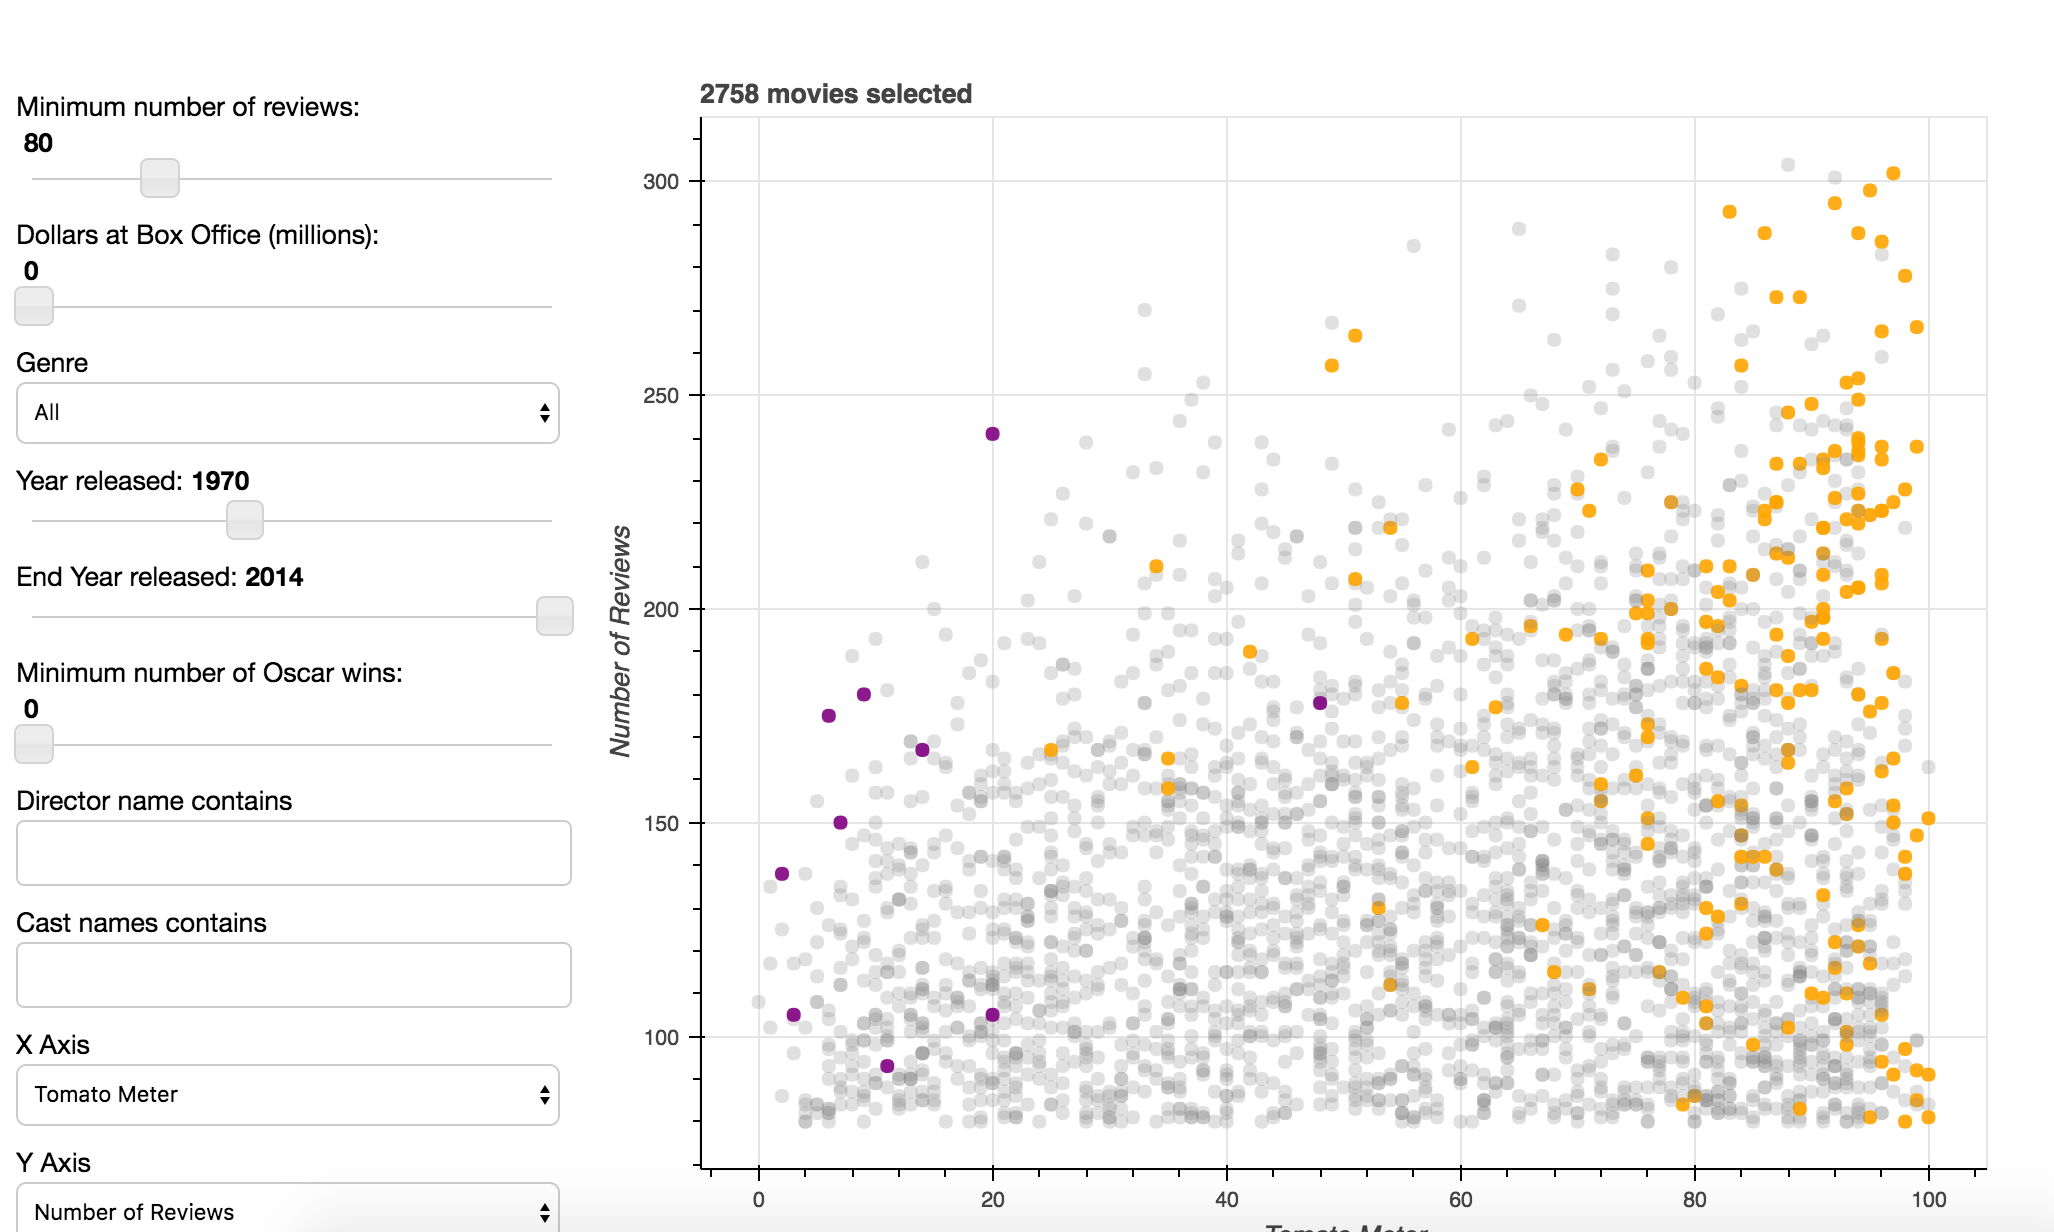 Minimum number of reviews:
80
Dollars at Box Office (millions):
0
Genre
All
Year released: 1970
End Year released: 2014
Minimum number of Oscar wins:
0
Director name contains
Cast names contains
X Axis
Tomato Meter
Y Axis
Number of Reviews
2758 movies selected
Number of Reviews
300
250
200
150
100
0 20 40 60 80 100
Tomato Meter